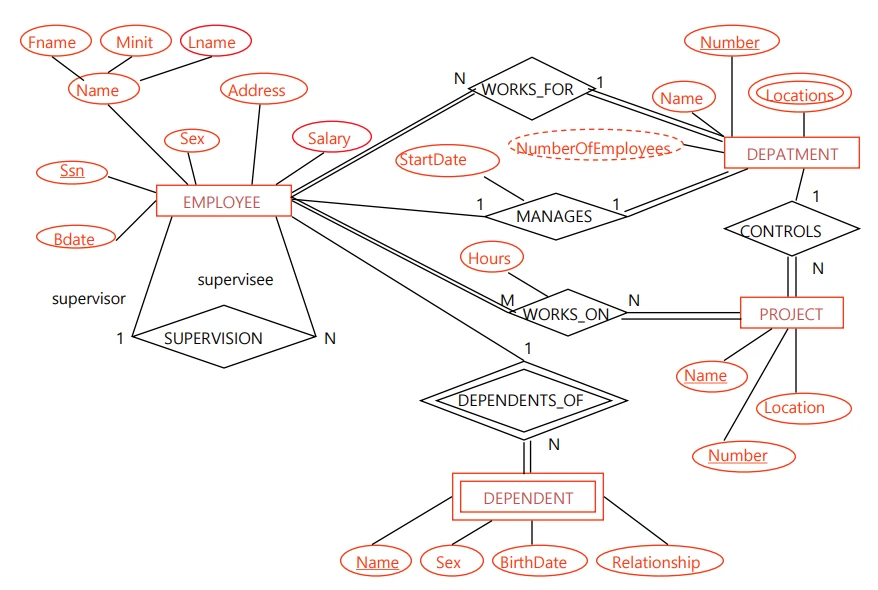 Fname
Minit
Lname
Number
Name
Address
N
WORKS_FOR
1
Name
Locations
Sex
Salary
NumberOfEmployees
DEPATMENT
StartDate
Ssn
EMPLOYEE
1
MANAGES
1
1
Bdate
CONTROLS
supervisee
Hours
N
supervisor
M
WORKS_ON
N
PROJECT
1
SUPERVISION
N
1
Name
DEPENDENTS_OF
Location
N
Number
DEPENDENT
Name
Sex
BirthDate
Relationship